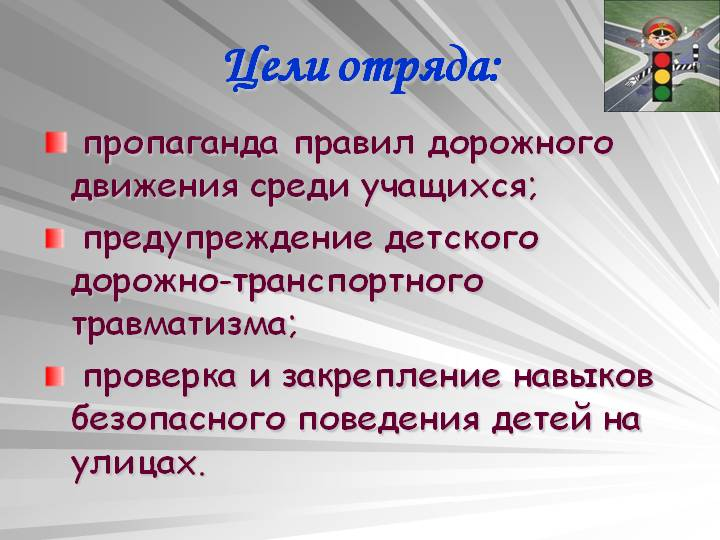 Цели отряда:
пропаганда правил дорожного
движения среди учащихся;
предупреждение детского
дорожно-транспортного
травматизма;
проверка и закрепление навыков
безопасного поведения детей на
улицах.